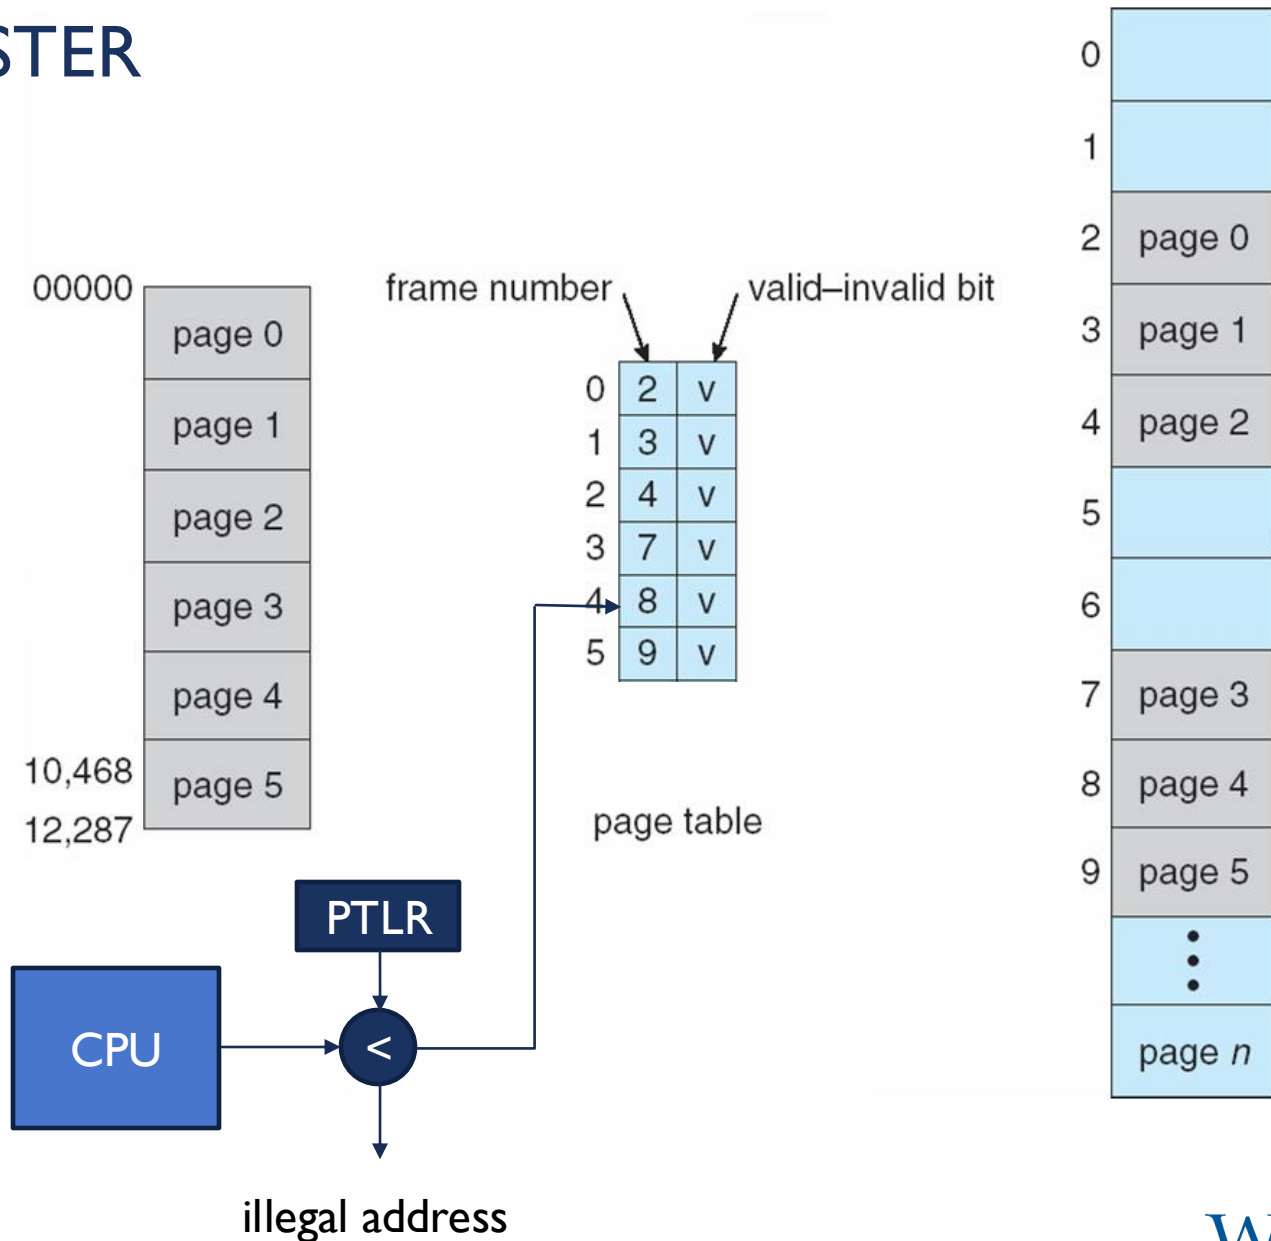 STER
00000
page 0
page 1
page 2
page 3
page 4
10,468
page 5
12,287
frame number
valid–invalid bit
0 2 v
1 3 v
2 4 v
3 7 v
4 8 v
5 9 v
page table
0
1
2 page 0
3 page 1
4 page 2
5
6
7 page 3
8 page 4
9 page 5
page n
PTLR
CPU
<
illegal address
W